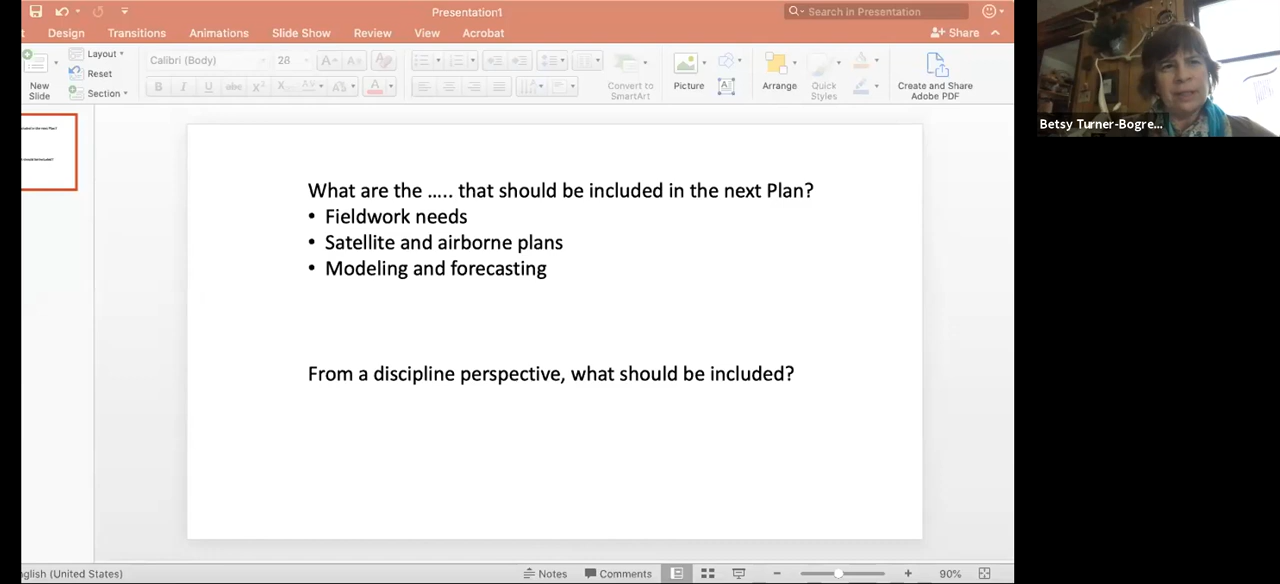 Presentation1
Search in Presentation
Design Transitions Animations Slide Show Review View Acrobat
Share
New Slide
Layout
Reset
Section
Calibri (Body) 28
Convert to SmartArt
Picture
Arrange
Quick Styles
Create and Share Adobe PDF
What are the ..... that should be included in the next Plan?
• Fieldwork needs
• Satellite and airborne plans
• Modeling and forecasting
From a discipline perspective, what should be included?
Betsy Turner-Bogre...
nglish (United States)
Notes
Comments
90%